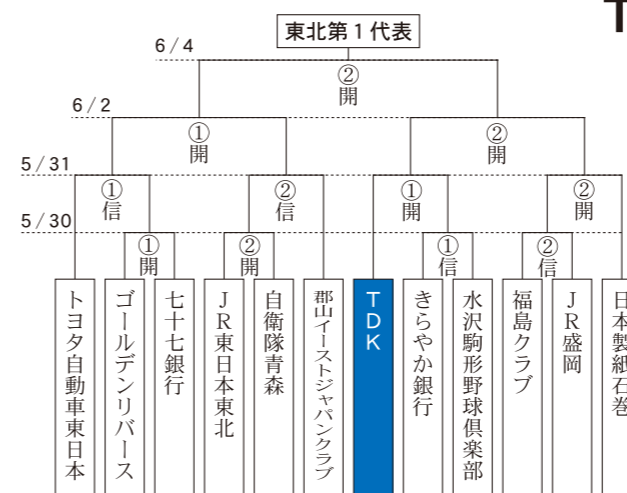 T
東北第1代表
6/4
②
開
6/2
①
開
②
開
5/31
①
信
②
信
①
開
②
開
5/30
①
開
②
開
①
信
②
信
トヨタ自動車東日本
ゴールデンリバース
七十七銀行
JR東日本東北
自衛隊青森
郡山イーストジャパンクラブ
TDK
きらやか銀行
水沢駒形野球倶楽部
福島クラブ
JR盛岡
日本製紙石巻